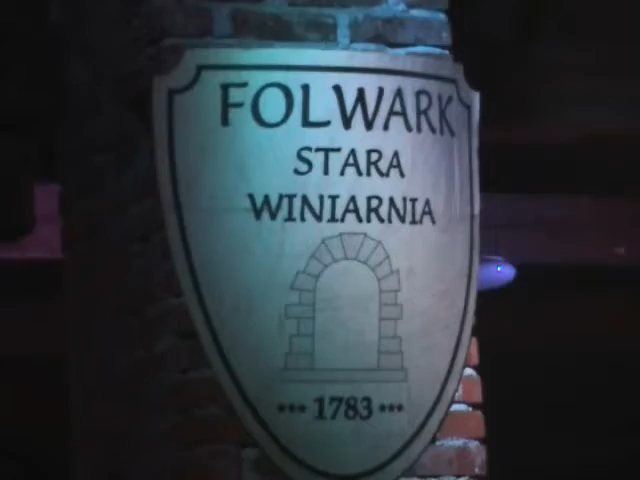 FOLWARK
STARA
WINIARNIA
••• 1783 •••